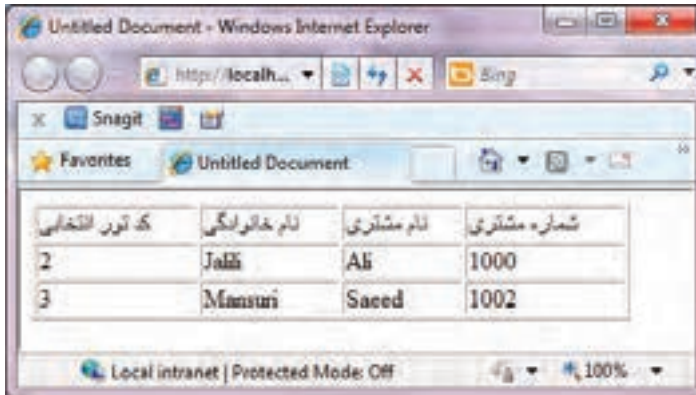 Untitled Document - Windows Internet Explorer
http://localh... Bing
x Snagit
Favorites Untitled Document
شماره مشتری نام مشتری نام خانوادگی کد تور انتخابی
2 Jalili Ali 1000
3 Mansuri Saeed 1002
Local intranet | Protected Mode: Off 100%